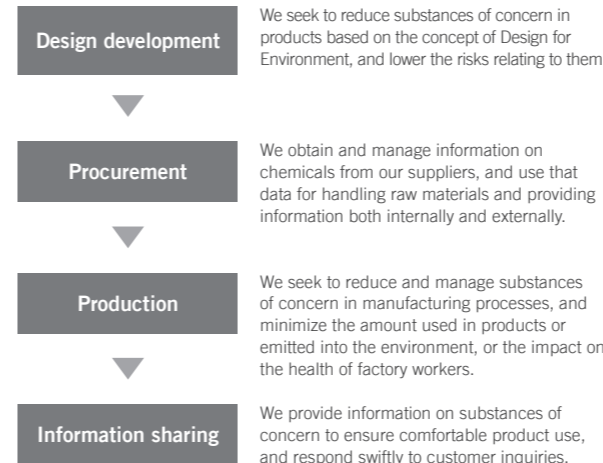 Design development
We seek to reduce substances of concern in
products based on the concept of Design for
Environment, and lower the risks relating to them
Procurement
We obtain and manage information on
chemicals from our suppliers, and use that
data for handling raw materials and providing
information both internally and externally.
Production
We seek to reduce and manage substances
of concern in manufacturing processes, and
minimize the amount used in products or
emitted into the environment, or the impact on
the health of factory workers.
Information sharing
We provide information on substances of
concern to ensure comfortable product use,
and respond swiftly to customer inquiries.